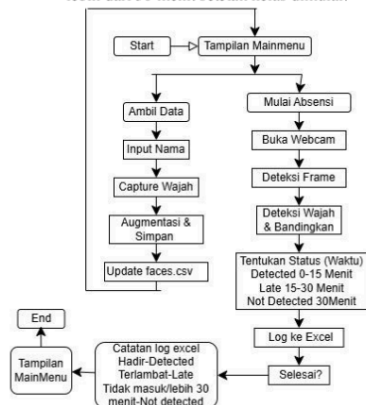 Start
Tampilan Mainmenu
Ambil Data
Input Nama
Capture Wajah
Augmentasi &
Simpan
Update faces.csv
Mulai Absensi
Buka Webcam
Deteksi Frame
Deteksi Wajah
& Bandingkan
Tentukan Status (Waktu)
Detected 0-15 Menit
Late 15-30 Menit
Not Detected 30Menit
Log ke Excel
Selesai?
Catatan log excel
Hadir-Detected
Terlambat-Late
Tidak masuk/lebih 30
menit-Not detected
Tampilan
MainMenu
End